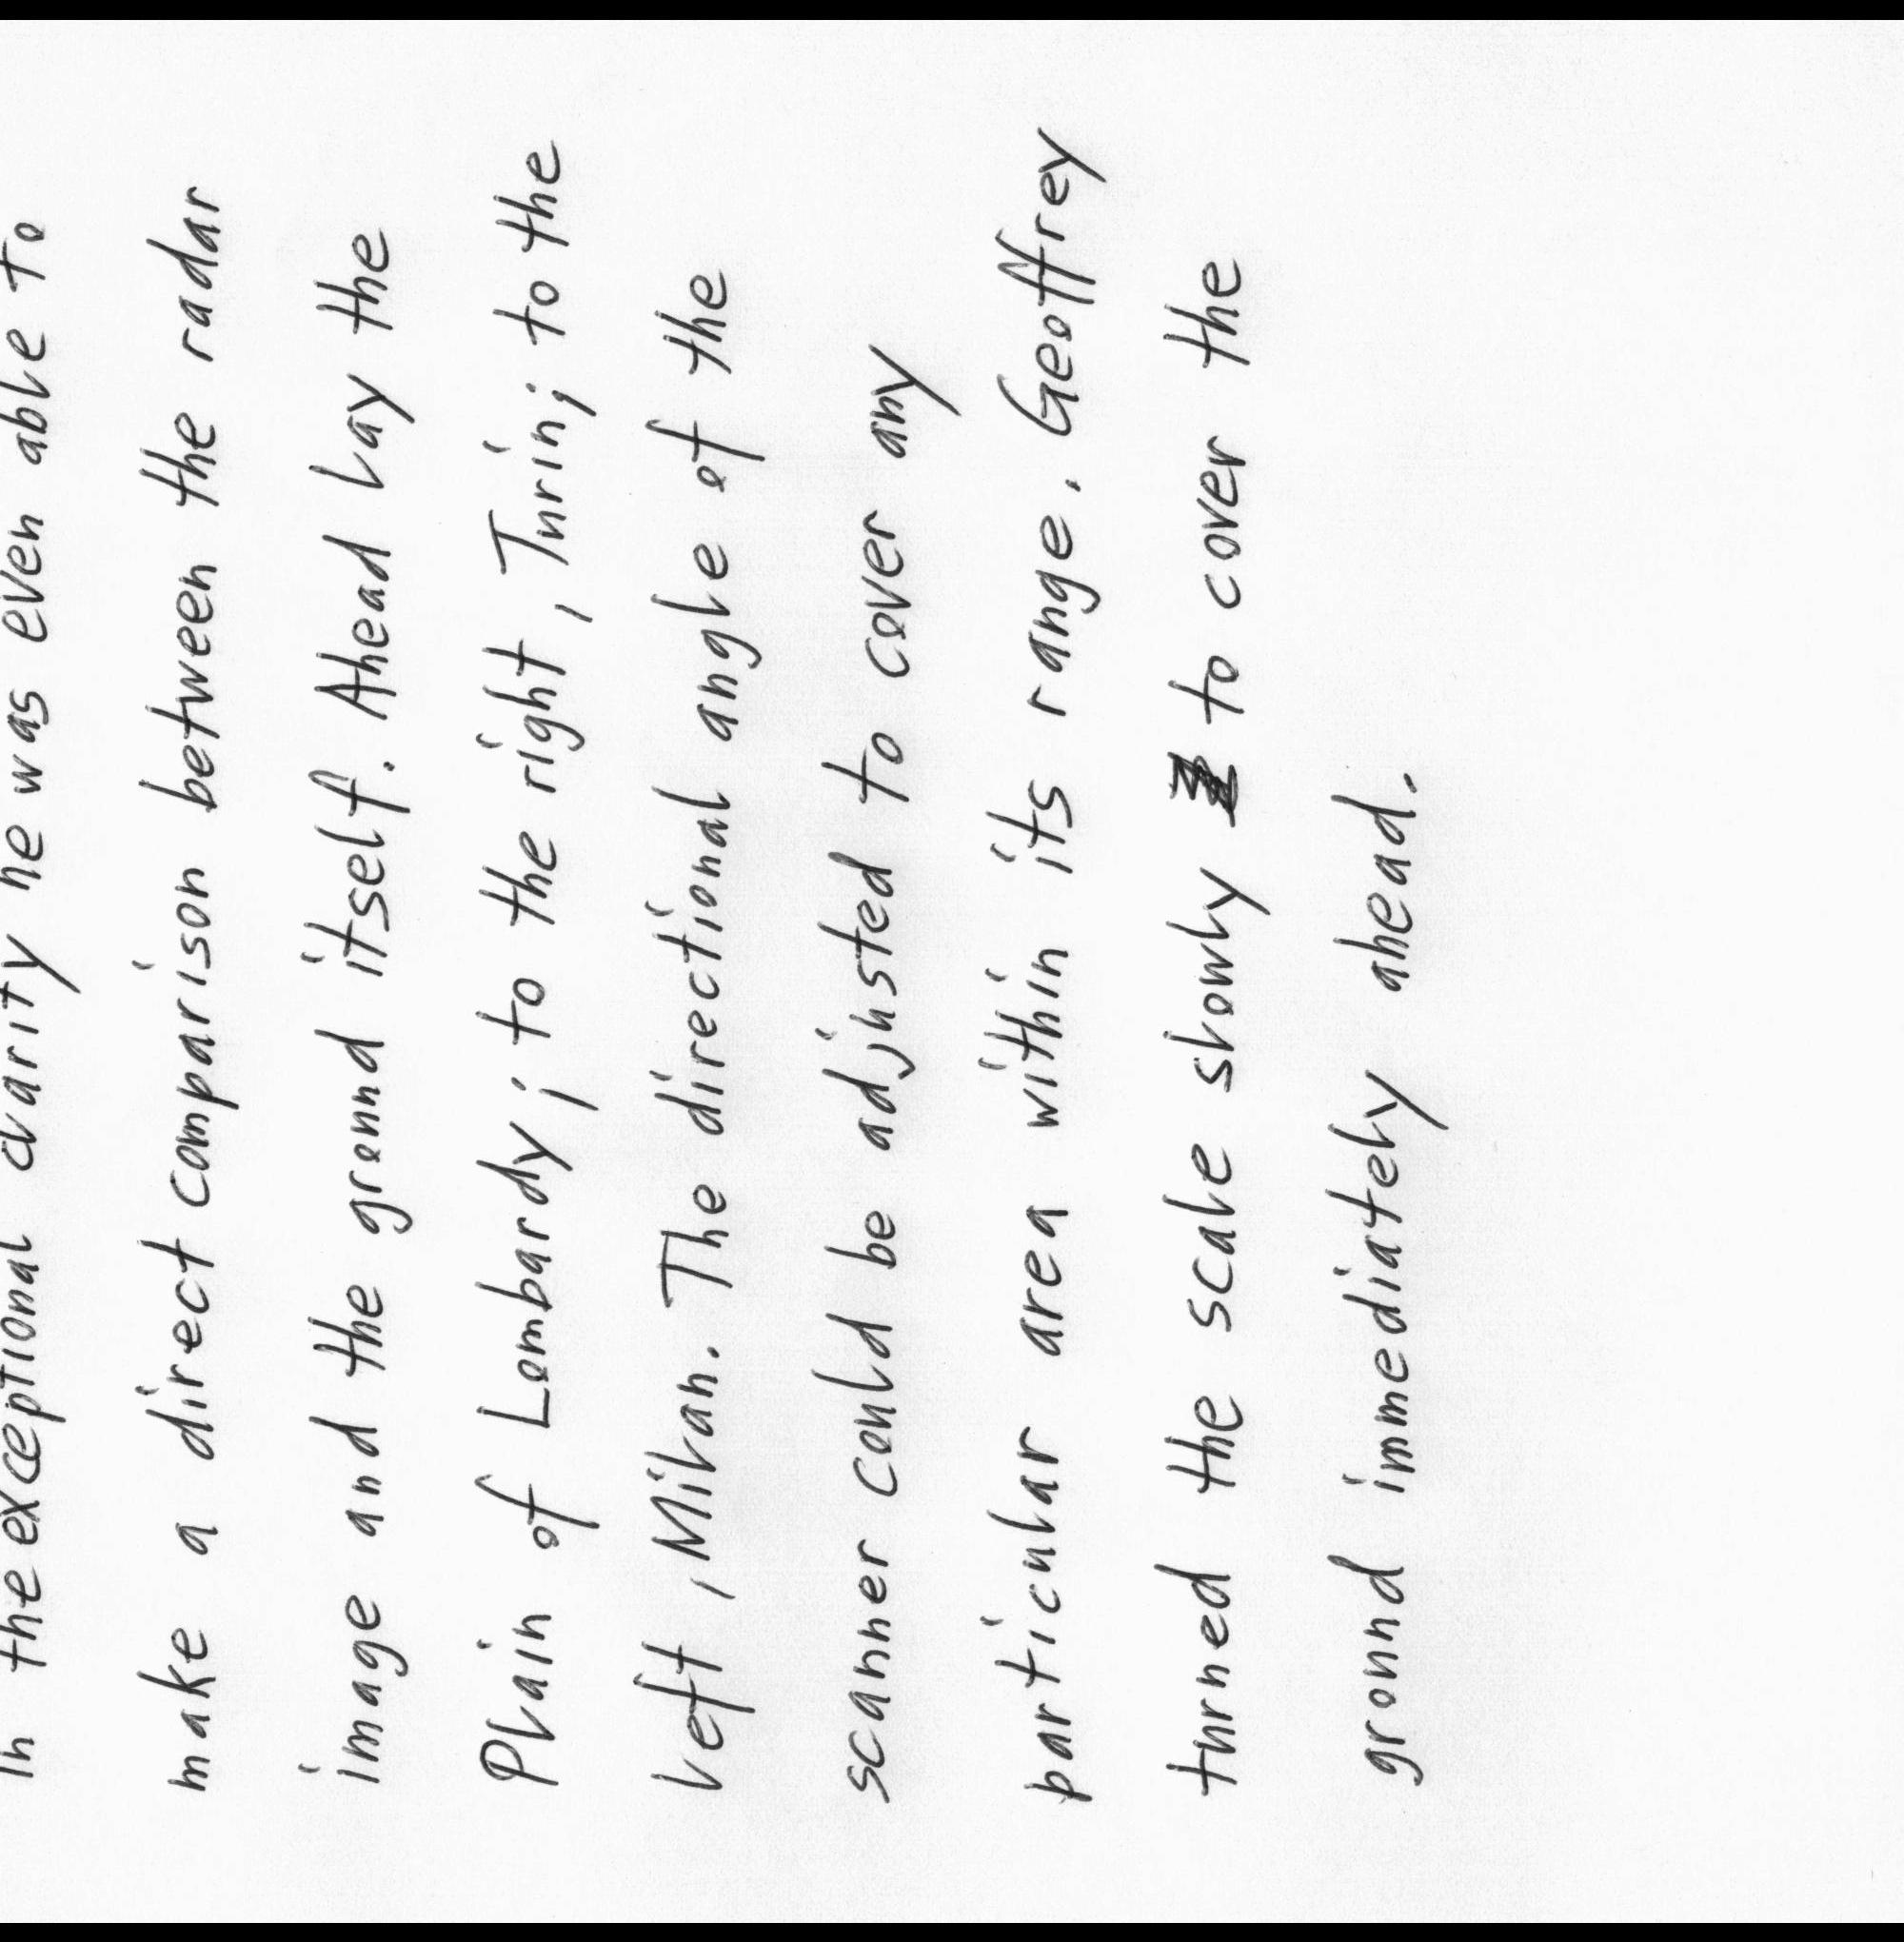 In the exceptional clarity he was even able to
make a direct comparison between the radar
image and the ground itself. Ahead lay the
Plain of Lombardy; to the right, Turin; to the
left, Milan. The directional angle of the
scanner could be adjusted to cover any
particular area within its range. Geoffrey
turned the scale slowly to cover the
ground immediately ahead.